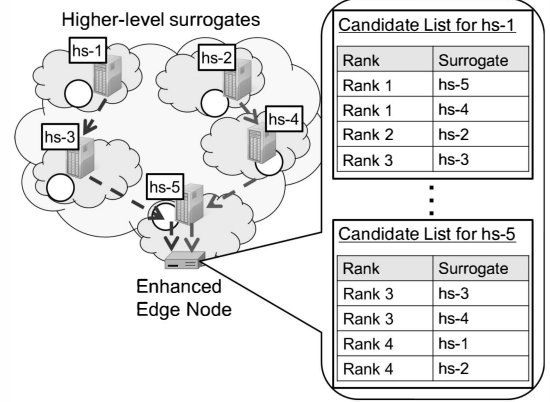 Higher-level surrogates
hs-1
hs-2
hs-3
hs-4
hs-5
Enhanced
Edge Node
Candidate List for hs-1
Rank Surrogate
Rank 1 hs-5
Rank 1 hs-4
Rank 2 hs-2
Rank 3 hs-3
Candidate List for hs-5
Rank Surrogate
Rank 3 hs-3
Rank 3 hs-4
Rank 4 hs-1
Rank 4 hs-2